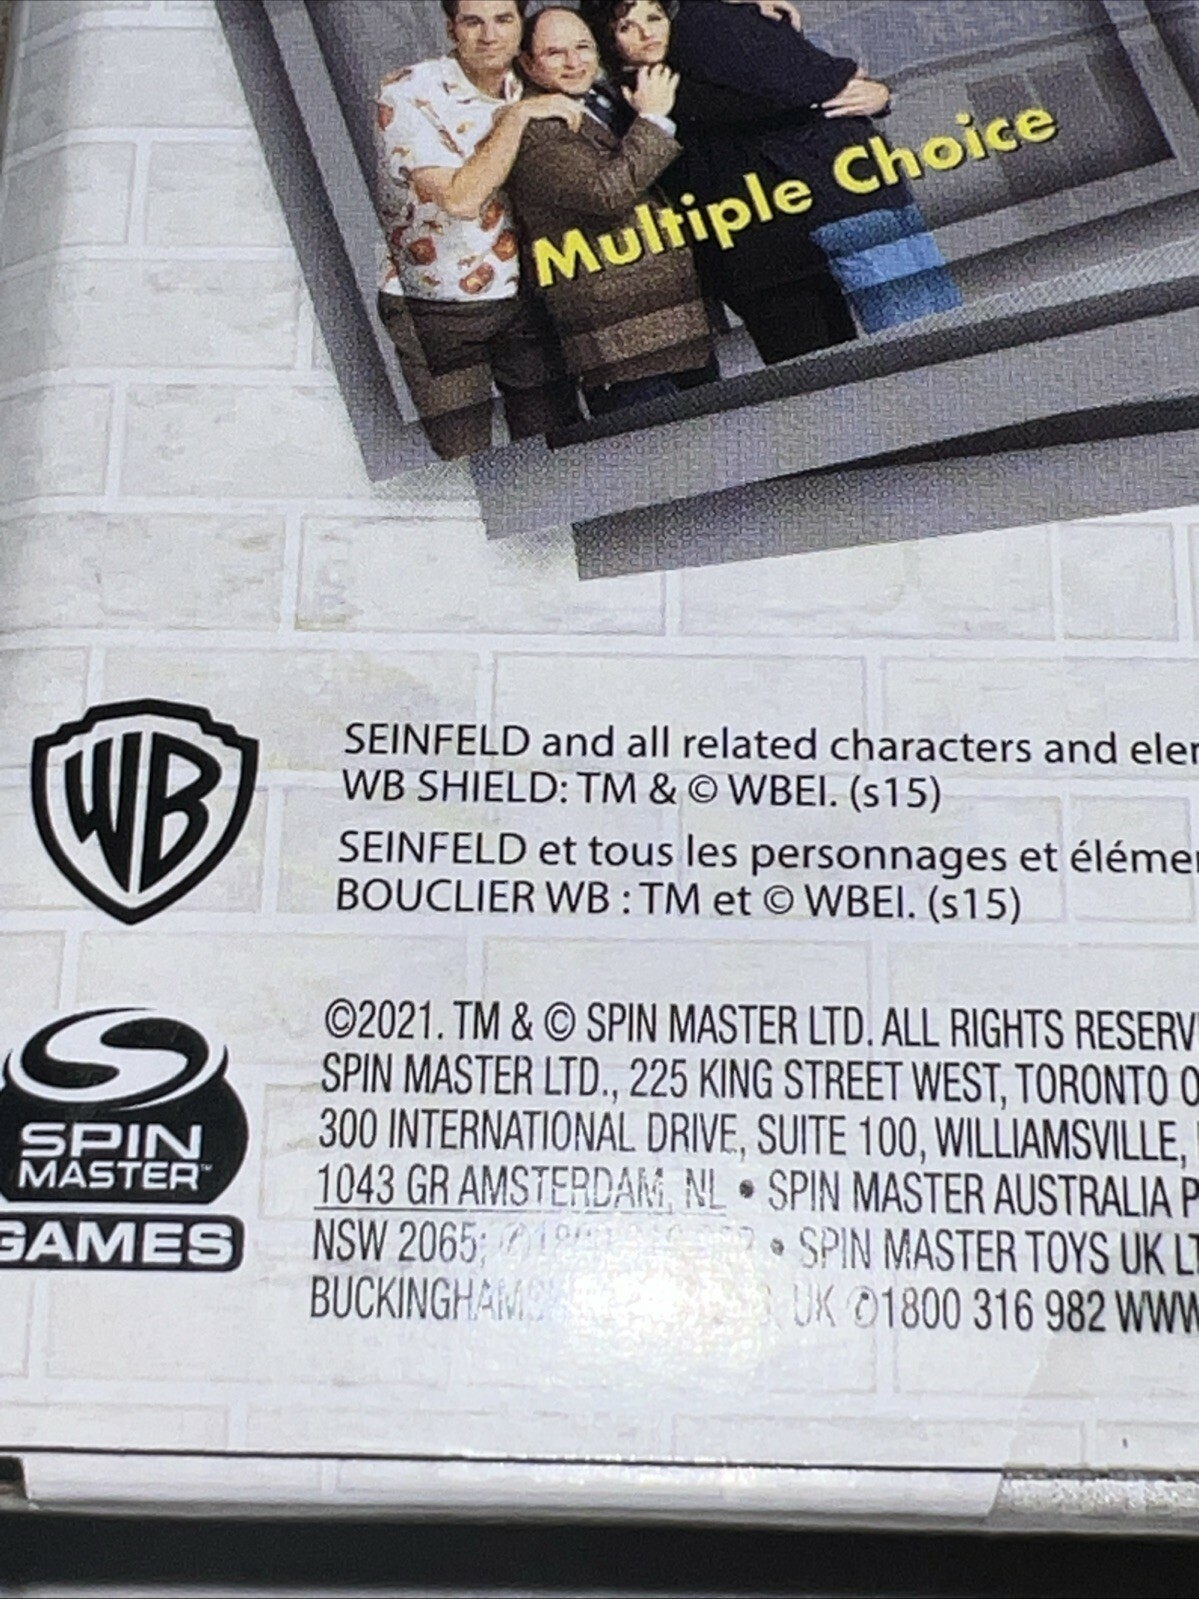 Multiple Choice
WB
SEINFELD and all related characters and
WB SHIELD: TM & © WBEI. (s15)
SEINFELD et tous les personnages et
BOUCLIER WB : TM et © WBEI. (s15)
SPIN
MASTER™
GAMES
©2021. TM & © SPIN MASTER LTD. ALL RIGHTS
SPIN MASTER LTD., 225 KING STREET WEST, TORONTO
300 INTERNATIONAL DRIVE, SUITE 100, WILLIAMSVILLE,
1043 GR AMSTERDAM, NL • SPIN MASTER AUSTRALIA
NSW 2065; • SPIN MASTER TOYS UK
UK ✆1800 316 982